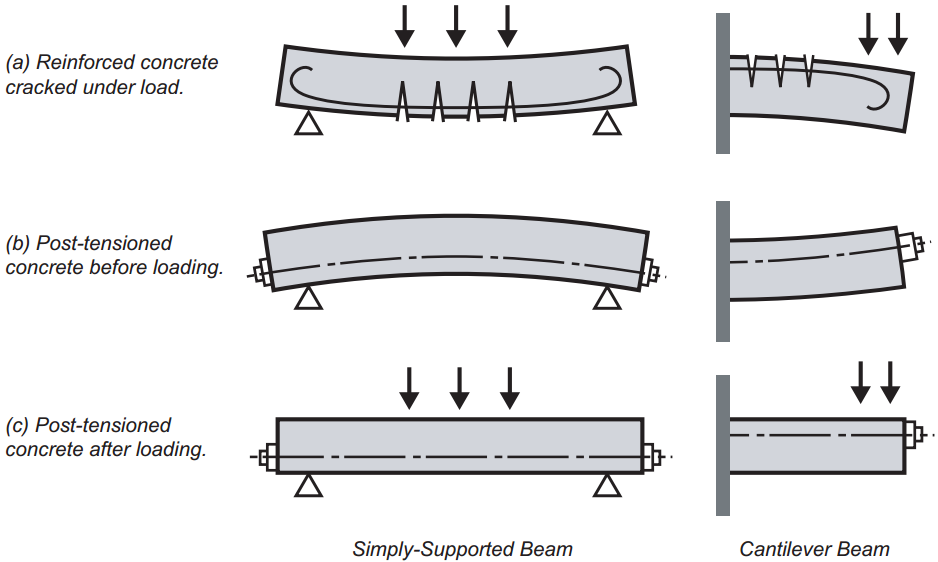 (a) Reinforced concrete
cracked under load.
(b) Post-tensioned
concrete before loading.
(c) Post-tensioned
concrete after loading.
Simply-Supported Beam
Cantilever Beam